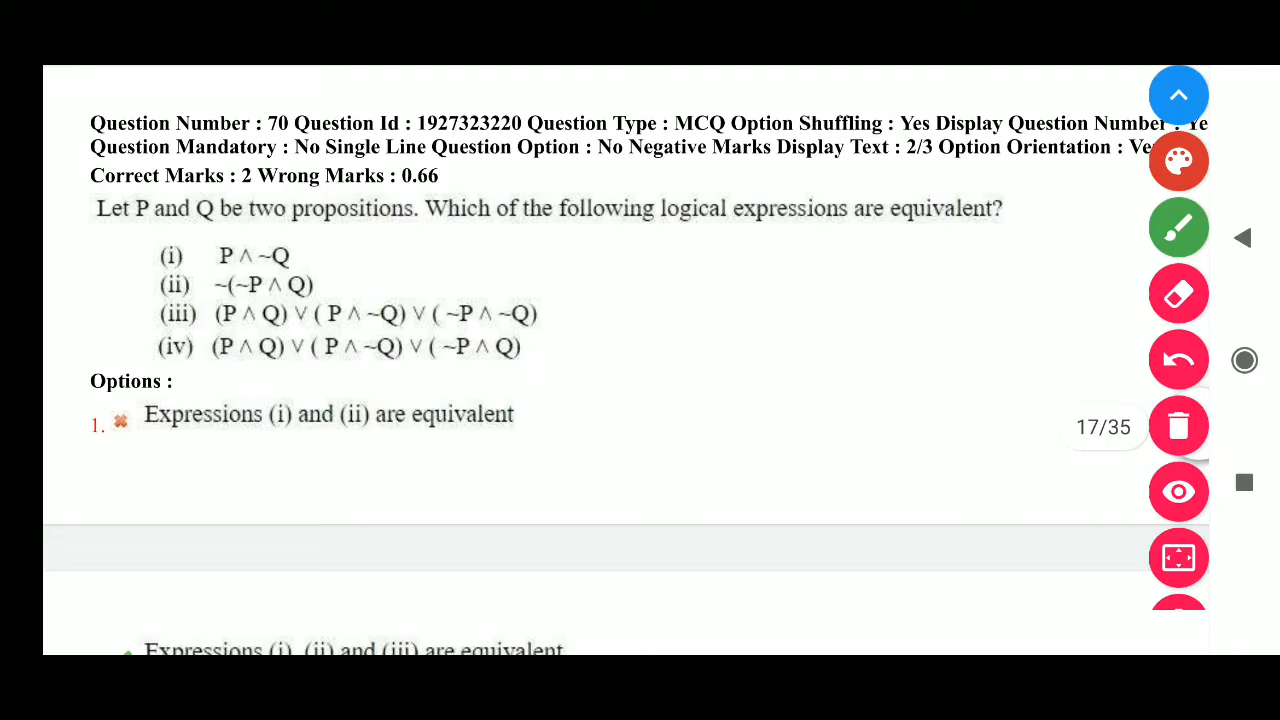 Question Number : 70 Question Id : 1927323220 Question Type : MCQ Option Shuffling : Yes Display Question Number : Ye
Question Mandatory : No Single Line Question Option : No Negative Marks Display Text : 2/3 Option Orientation : Ve
Correct Marks : 2 Wrong Marks : 0.66
Let P and Q be two propositions. Which of the following logical expressions are equivalent?
(i) P ∧ ~Q
(ii) ~(~P ∧ Q)
(iii) (P ∧ Q) ∨ ( P ∧ ~Q) ∨ ( ~P ∧ ~Q)
(iv) (P ∧ Q) ∨ ( P ∧ ~Q) ∨ ( ~P ∧ Q)
Options :
1. Expressions (i) and (ii) are equivalent
17/35
Expressions (i), (ii) and (iii) are equivalent